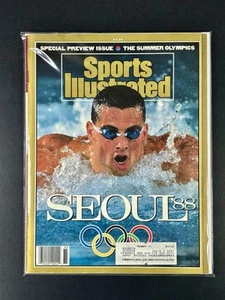 SPECIAL PREVIEW ISSUE THE SUMMER OLYMPICS
Sports
Illustrated
SEOUL '88